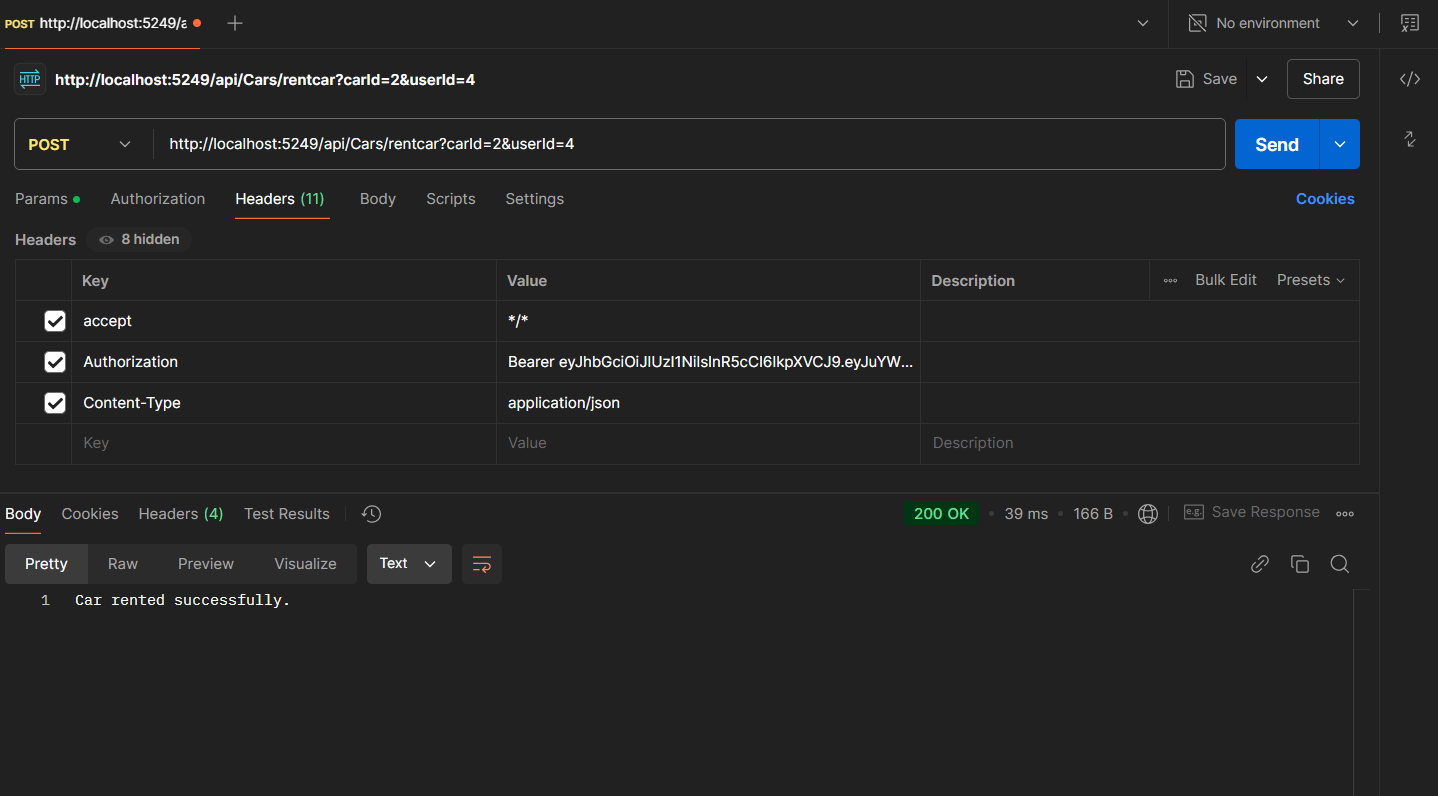 POST http://localhost:5249/a
No environment
HTTP http://localhost:5249/api/Cars/rentcar?carId=2&userId=4
Save
Share
POST
http://localhost:5249/api/Cars/rentcar?carId=2&userId=4
Send
Params
Authorization
Headers (11)
Body
Scripts
Settings
Cookies
Headers
8 hidden
Key
Value
Description
Bulk Edit
Presets
accept
*/*
Authorization
Bearer eyJhbGciOiJIUzI1NiIsInR5cCI6IkpXVCJ9.eyJuYW...
Content-Type
application/json
Key
Value
Description
Body
Cookies
Headers (4)
Test Results
200 OK
39 ms
166 B
e.g. Save Response
Pretty
Raw
Preview
Visualize
Text
1 Car rented successfully.